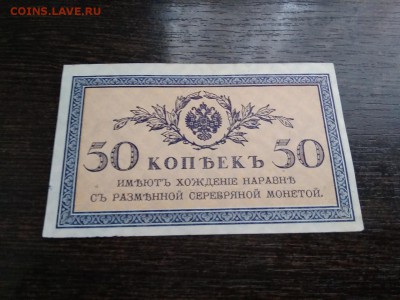 COINS.LAVE.RU
50 КОПѢЕКЪ 50
ИМѢЮТЪ ХОЖДЕНІЕ НАРАВНѢ
СЪ РАЗМѢННОЙ СЕРЕБРЯНОЙ МОНЕТОЙ.